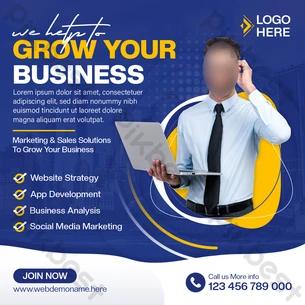 we help to
GROW YOUR
BUSINESS
LOGO
HERE
Lorem ipsum dolor sit amet, consectetuer
adipiscing elit, sed diam nonummy nibh
euismod tincidunt ut laoreet dolore magna
aliquam erat volutpat.
Marketing & Sales Solutions
To Grow Your Business
Website Strategy
App Development
Business Analysis
Social Media Marketing
JOIN NOW
www.webdemoname.here
Call us More info
123 456 789 000